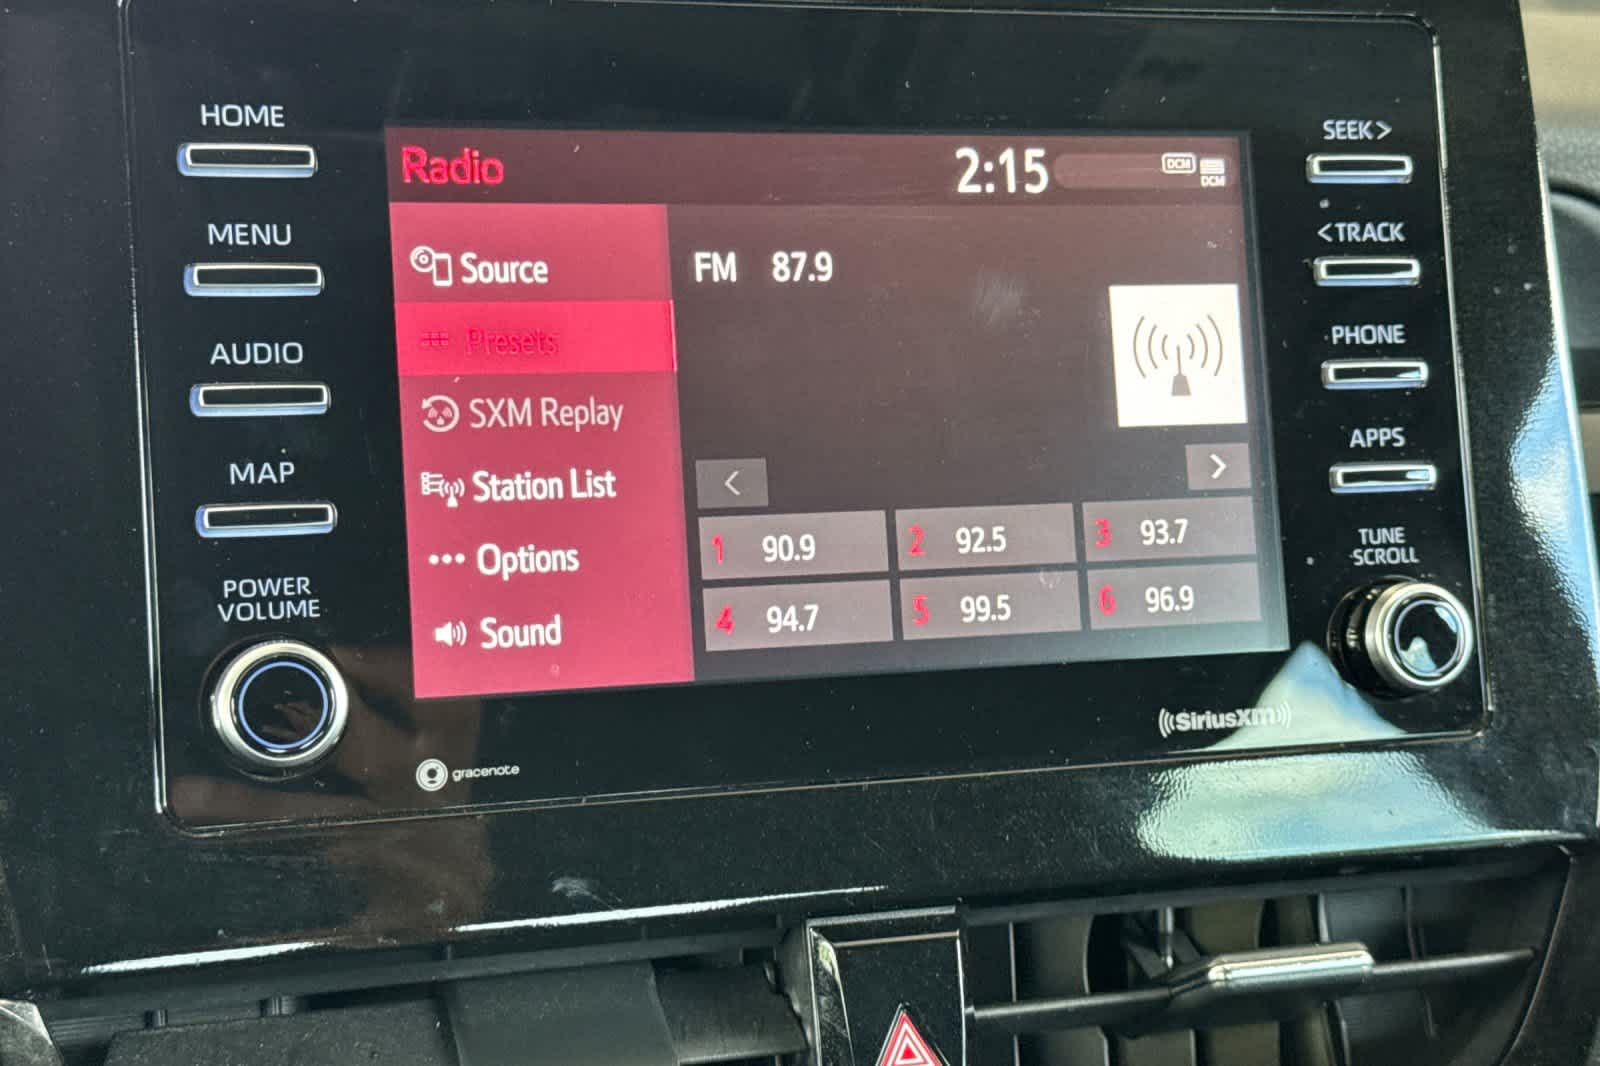 HOME
MENU
AUDIO
MAP
POWER
VOLUME
Radio
2:15
DCM
DCM
Source
Presets
SXM Replay
Station List
Options
Sound
FM 87.9
<
>
1 90.9
2 92.5
3 93.7
4 94.7
5 99.5
6 96.9
SEEK>
<TRACK
PHONE
APPS
TUNE
SCROLL
gracenote
SiriusXM